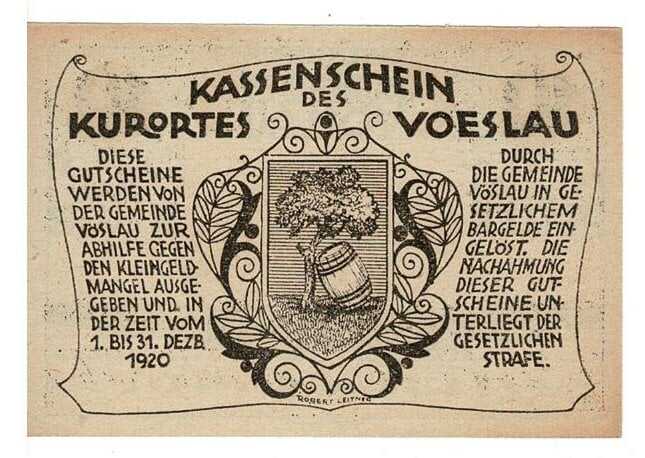 KASSENSCHEIN
DES
KURORTES VOESLAU
DIESE
GUTSCHEINE
WERDEN VON
DER GEMEINDE
VÖSLAU ZUR
ABHILFE GEGEN
DEN KLEINGELD-
MANGEL AUSGE-
GEBEN UND IN
DER ZEIT VOM
1. BIS 31. DEZB.
1920
DURCH
DIE GEMEINDE
VÖSLAU IN GE-
SETZLICHEM
BARGELDE EIN-
GELÖST. DIE
NACHAHMUNG
DIESER GUT-
SCHEINE UN-
TERLIEGT DER
GESETZLICHEN
STRAFE.
ROBERT LEITNER